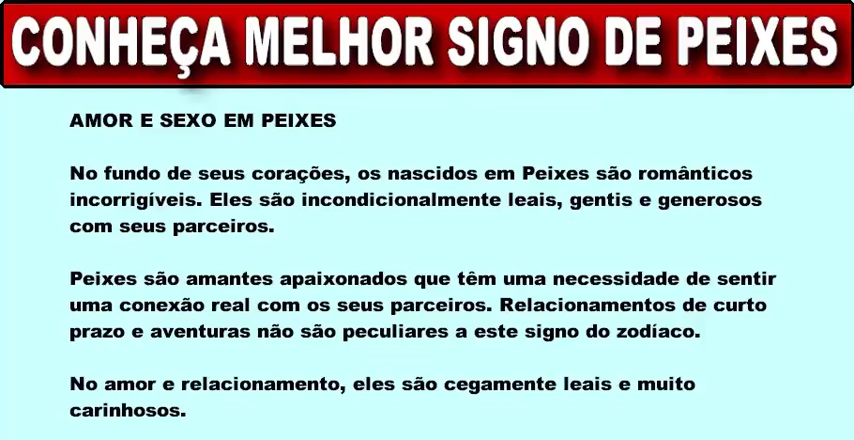 CONHEÇA MELHOR SIGNO DE PEIXES
AMOR E SEXO EM PEIXES
No fundo de seus corações, os nascidos em Peixes são românticos
incorrigíveis. Eles são incondicionalmente leais, gentis e generosos
com seus parceiros.
Peixes são amantes apaixonados que têm uma necessidade de sentir
uma conexão real com os seus parceiros. Relacionamentos de curto
prazo e aventuras não são peculiares a este signo do zodíaco.
No amor e relacionamento, eles são cegamente leais e muito
carinhosos.